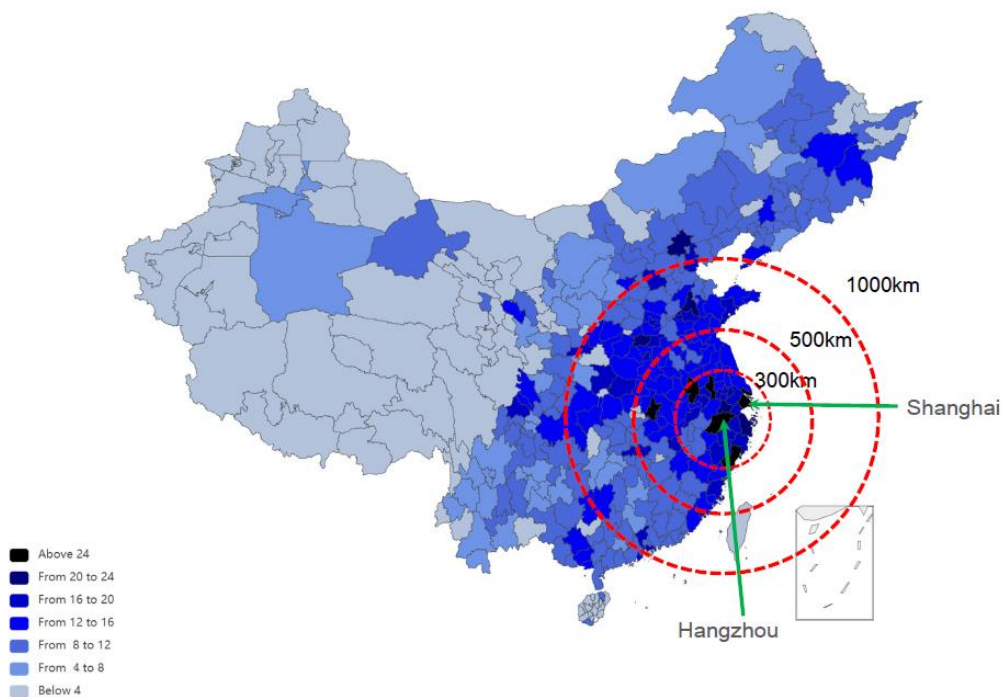 1000km
500km
300km
Shanghai
Hangzhou
Above 24
From 20 to 24
From 16 to 20
From 12 to 16
From 8 to 12
From 4 to 8
Below 4